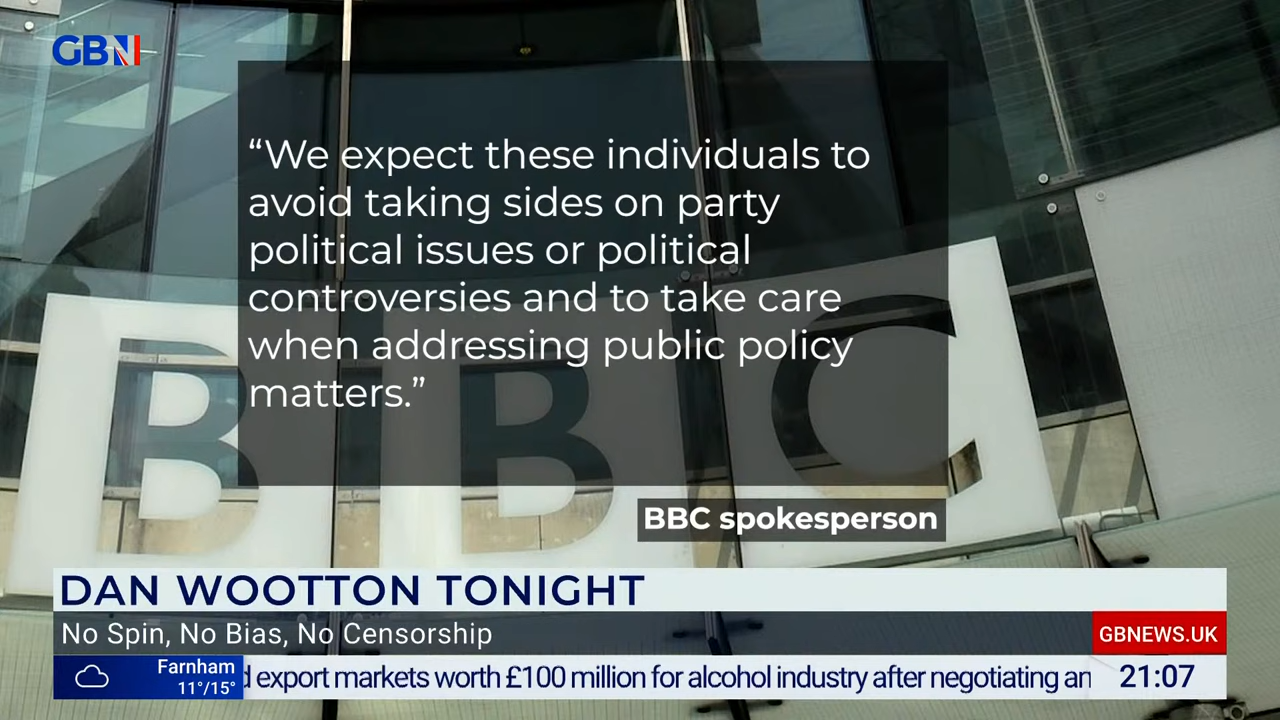 GBN
“We expect these individuals to
avoid taking sides on party
political issues or political
controversies and to take care
when addressing public policy
matters.”
BBC
BBC spokesperson
DAN WOOTTON TONIGHT
No Spin, No Bias, No Censorship
GBNEWS.UK
Farnham
11°/15°
export markets worth £100 million for alcohol industry after negotiating an
21:07